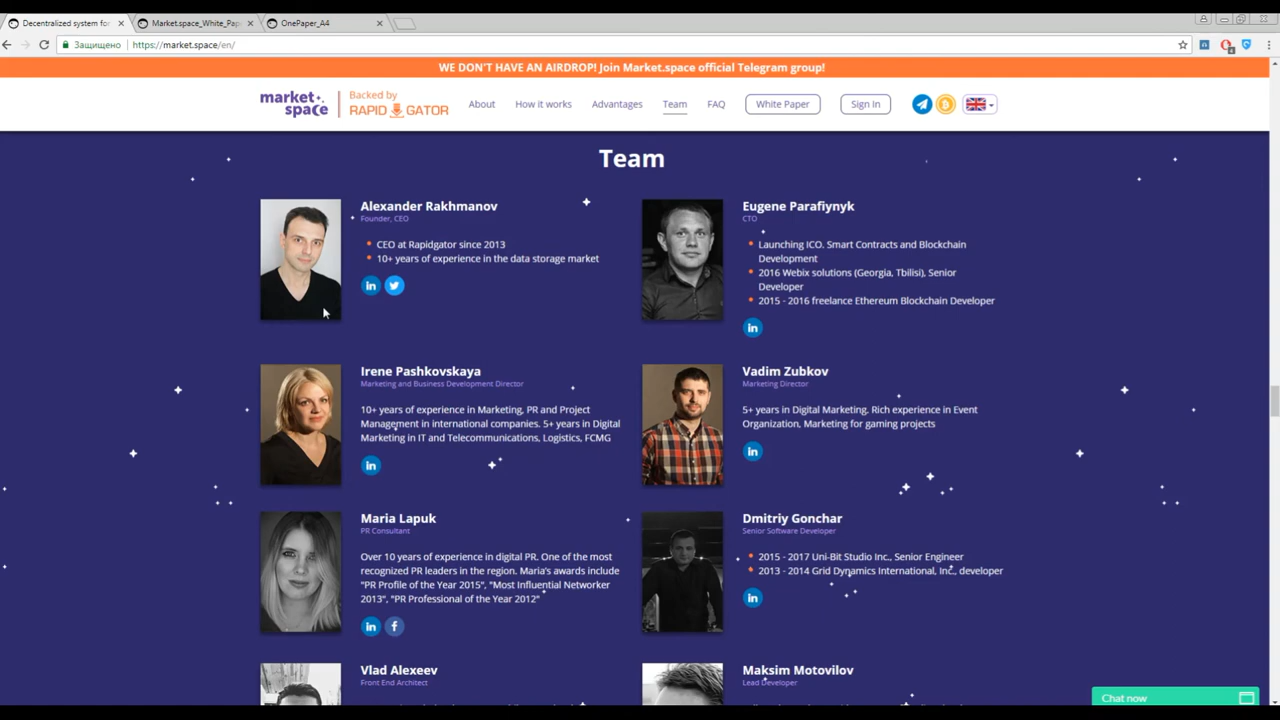 Decentralized system for
Market.space_White_Pap
OnePaper_A4
Защищено
https://market.space/en/
WE DON'T HAVE AN AIRDROP! Join Market.space official Telegram group!
market
space
Backed by
RAPID GATOR
About
How it works
Advantages
Team
FAQ
White Paper
Sign In
Team
Alexander Rakhmanov
Founder, CEO
CEO at Rapidgator since 2013
10+ years of experience in the data storage market
Eugene Parafiynyk
CTO
Launching ICO. Smart Contracts and Blockchain
Development
2016 Webix solutions (Georgia, Tbilisi), Senior
Developer
2015 - 2016 freelance Ethereum Blockchain Developer
Irene Pashkovskaya
Marketing and Business Development Director
10+ years of experience in Marketing, PR and Project
Management in international companies. 5+ years in Digital
Marketing in IT and Telecommunications, Logistics, FCMG
Vadim Zubkov
Marketing Director
5+ years in Digital Marketing, Rich experience in Event
Organization, Marketing for gaming projects
Maria Lapuk
PR Consultant
Over 10 years of experience in digital PR. One of the most
recognized PR leaders in the region. Maria's awards include
"PR Profile of the Year 2015", "Most Influential Networker
2013", "PR Professional of the Year 2012"
Dmitriy Gonchar
Senior Software Developer
2015 - 2017 Uni-Bit Studio Inc., Senior Engineer
2013 - 2014 Grid Dynamics International, Inc., developer
Vlad Alexeev
Front End Architect
Maksim Motovilov
Lead Developer
Chat now